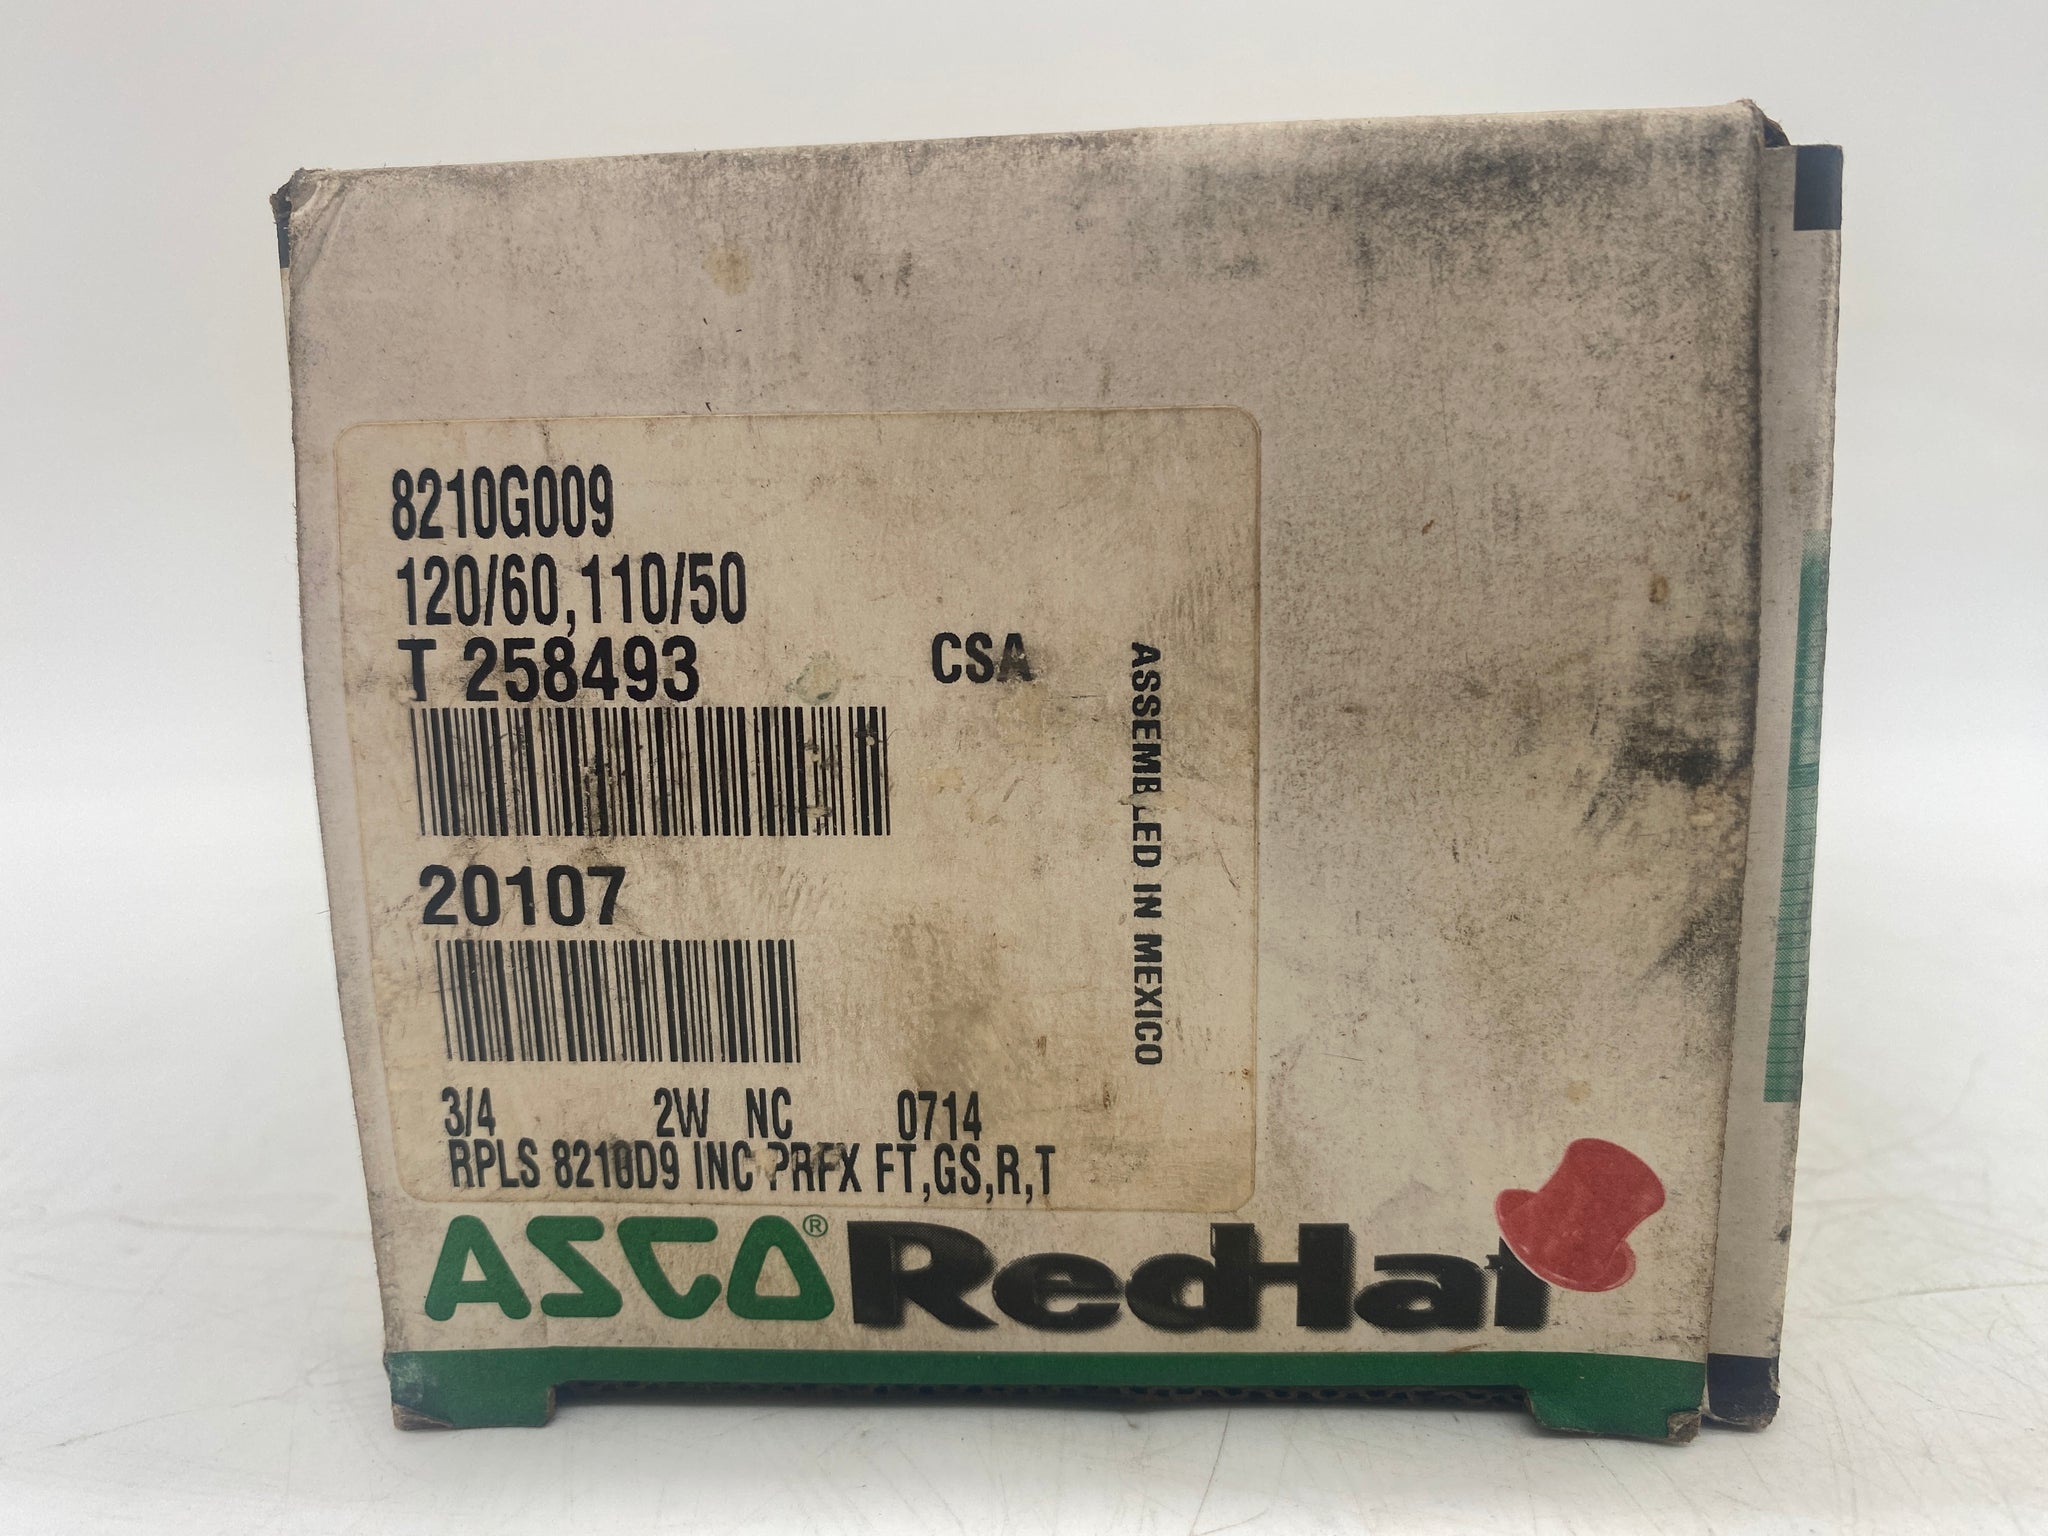 8210G009
120/60,110/50
T 258493
CSA
ASSEMBLED IN MEXICO
20107
3/4 2W NC 0714
RPLS 8210D9 INC PRFX FT,GS,R,T
ASCO® RedHat